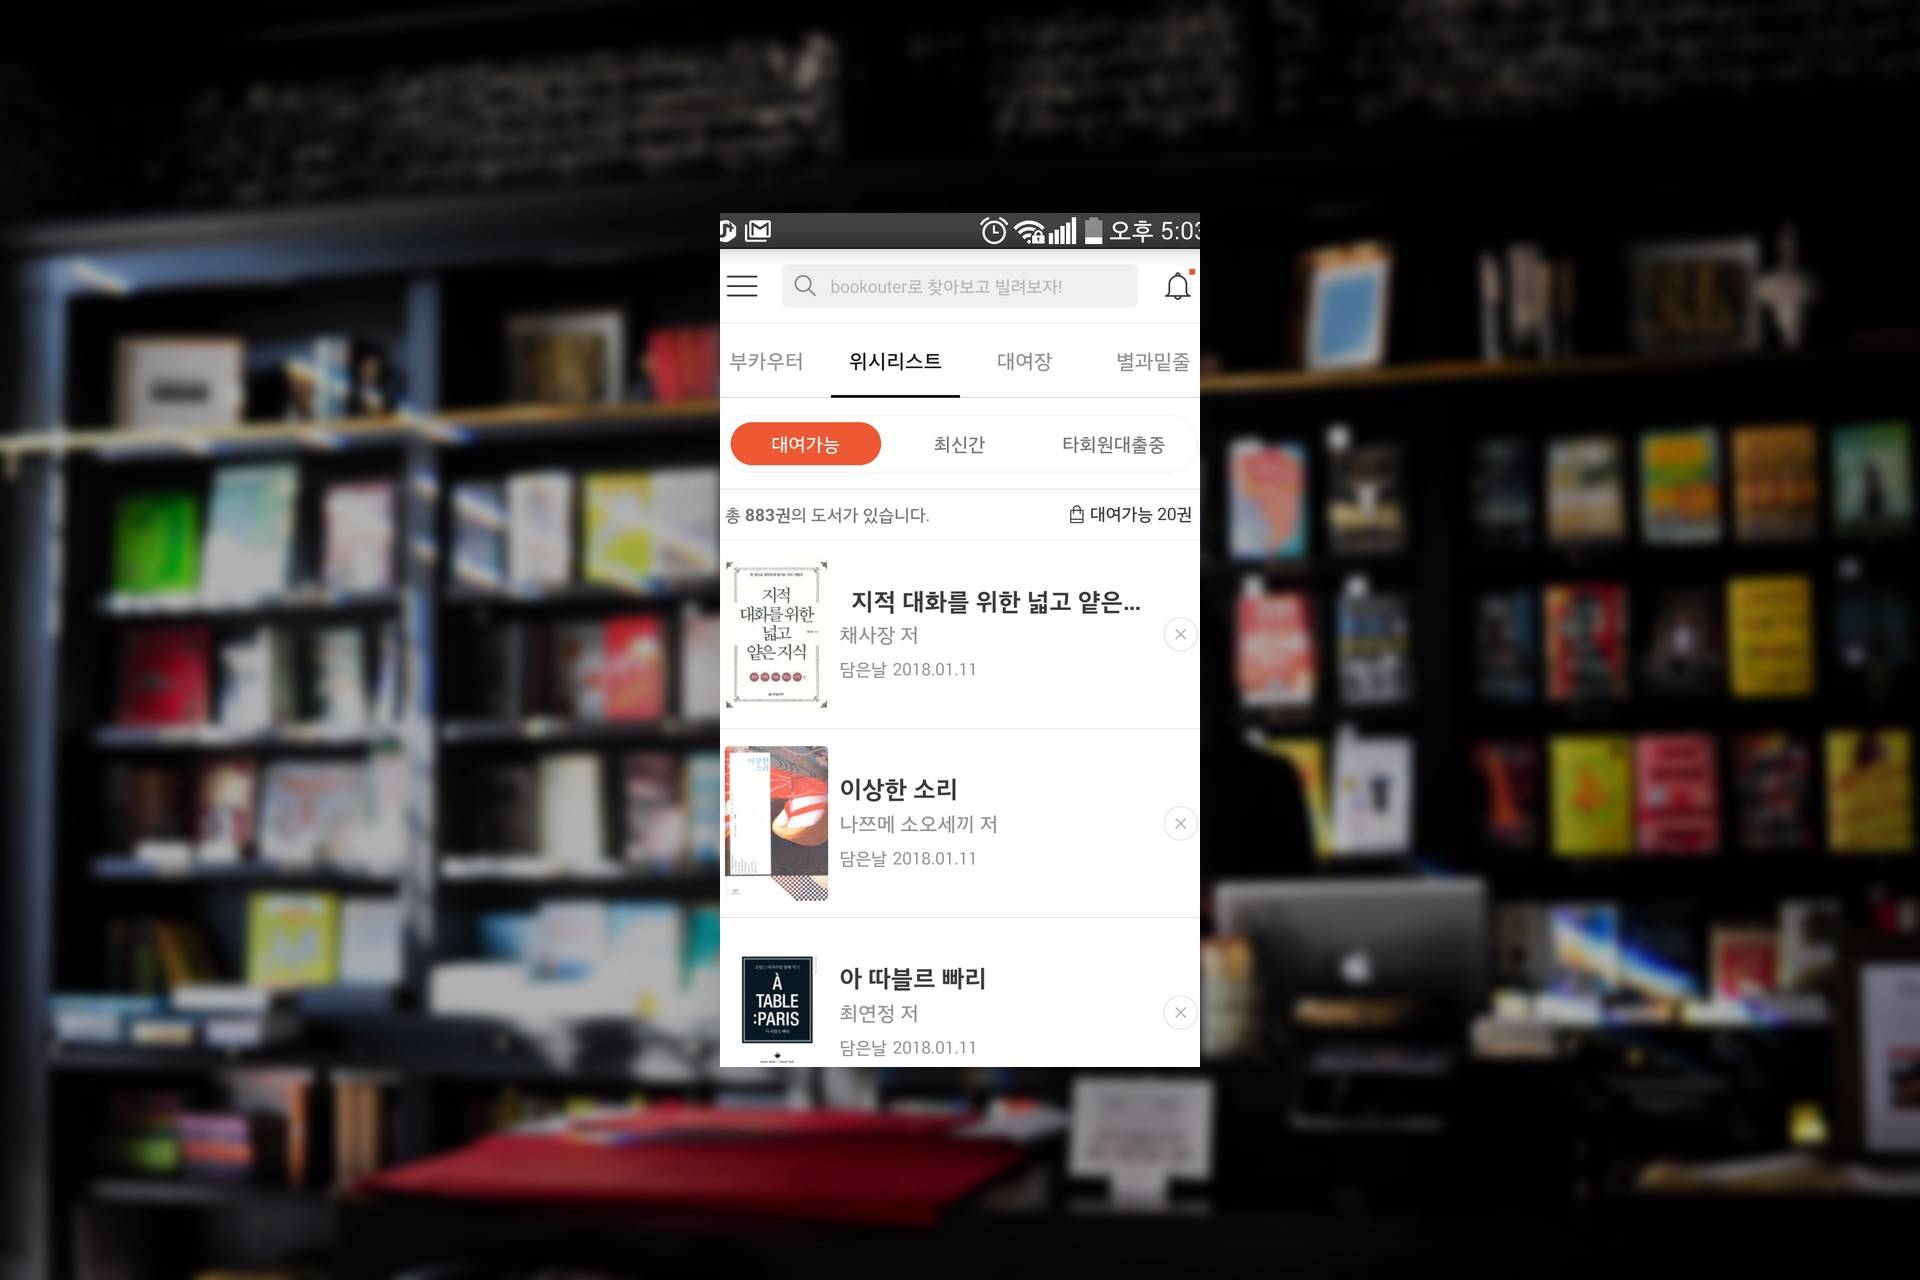 오후 5:03
bookouter로 찾아보고 빌려보자!
부카우터 위시리스트 대여장 별과밑줄
대여가능 최신간 타회원대출중
총 883권의 도서가 있습니다. 대여가능 20권
지적
대화를 위한
넓고
얕은 지식
지적 대화를 위한 넓고 얕은...
채사장 저
담은날 2018.01.11
이상한
소리
이상한 소리
나쯔메 소오세끼 저
담은날 2018.01.11
À
TABLE
:PARIS
아 따블르 빠리
최연정 저
담은날 2018.01.11